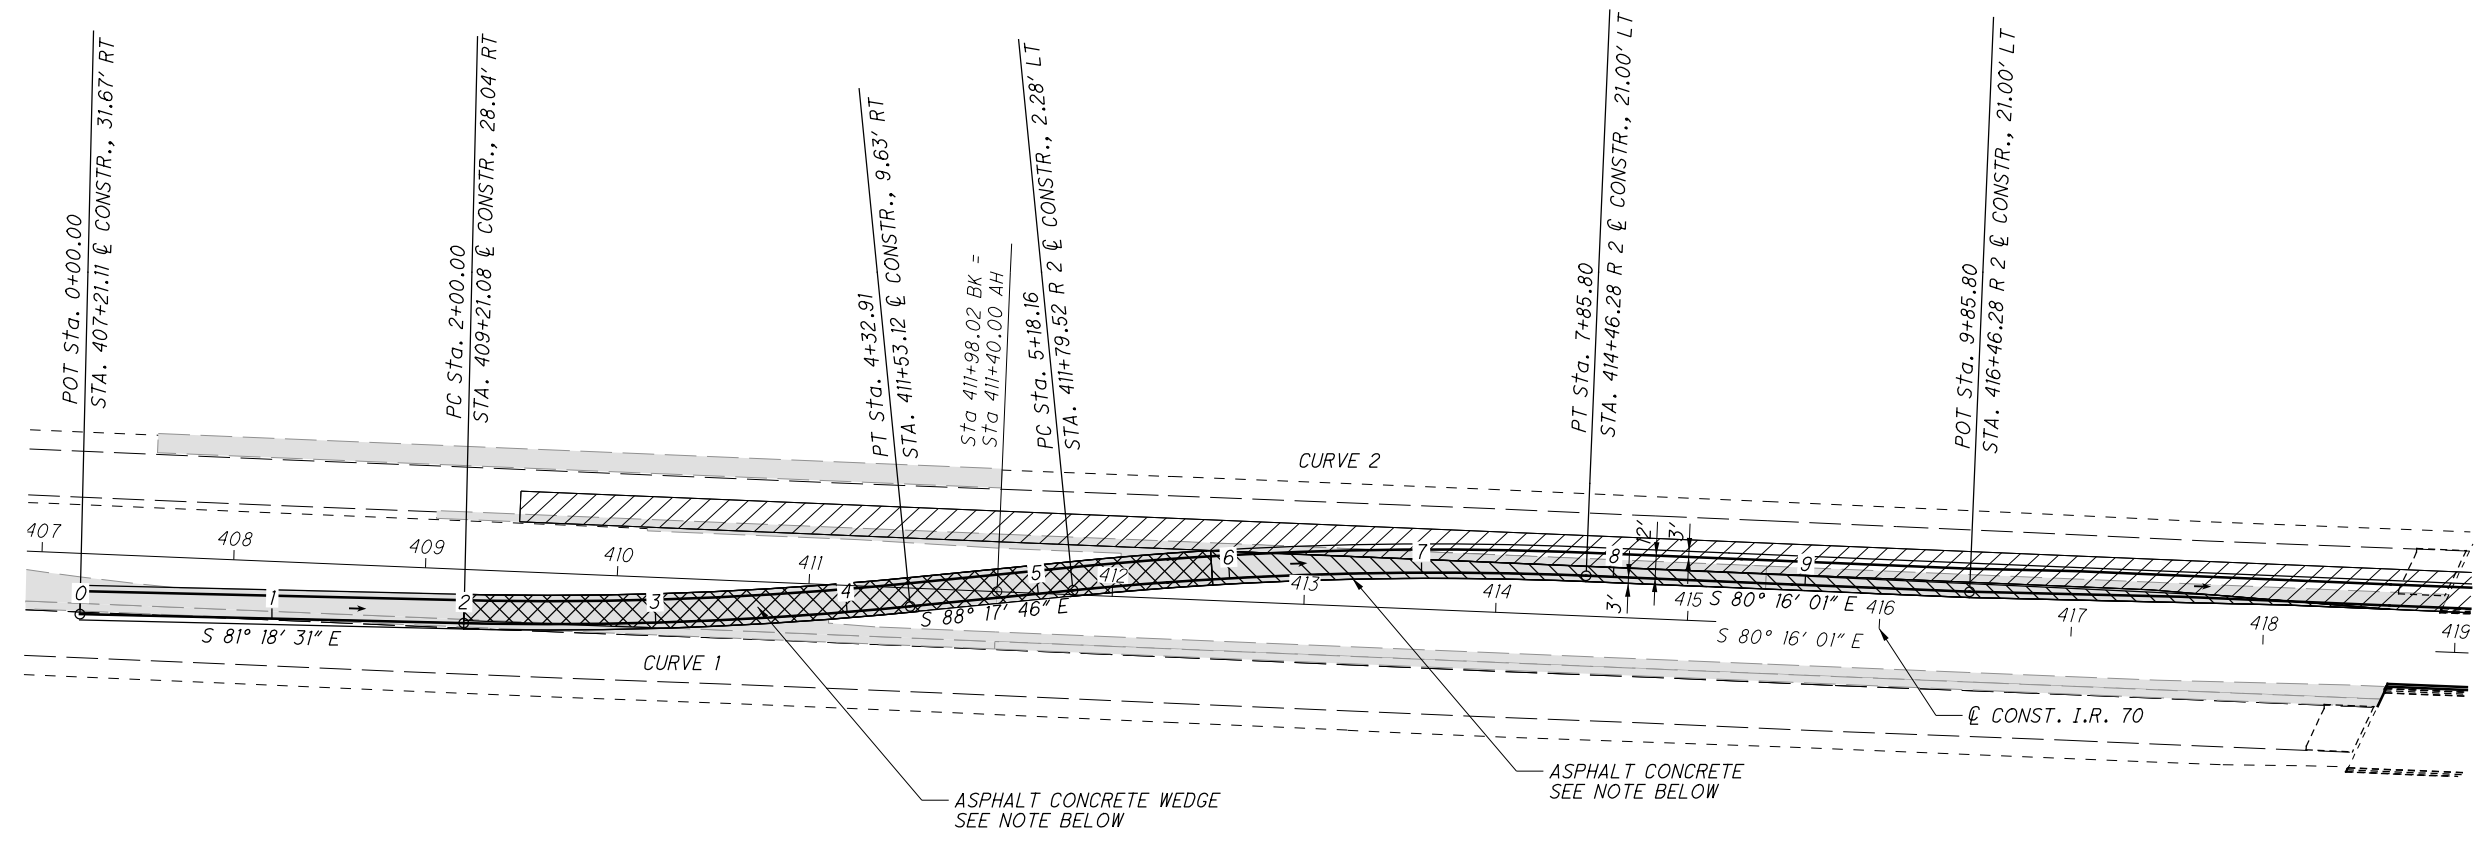 POT Sta. 0+00.00
STA. 407+21.11 ℄ CONSTR., 31.67' RT
PC Sta. 2+00.00
STA. 409+21.08 ℄ CONSTR., 28.04' RT
PT Sta. 4+32.91
STA. 411+53.12 ℄ CONSTR., 9.63' RT
Sta 411+98.02 BK =
Sta 411+40.00 AH
PC Sta. 5+18.16
STA. 411+79.52 R 2 ℄ CONSTR., 2.28' LT
PT Sta. 7+85.80
STA. 414+46.28 R 2 ℄ CONSTR., 21.00' LT
POT Sta. 9+85.80
STA. 416+46.28 R 2 ℄ CONSTR., 21.00' LT
CURVE 2
407
408
409
410
411
412
413
414
415
416
417
418
419
0
1
2
3
4
5
6
7
8
9
12'
3'
3'
S 81° 18' 31" E
S 88° 17' 46" E
S 80° 16' 01" E
S 80° 16' 01" E
CURVE 1
℄ CONST. I.R. 70
ASPHALT CONCRETE WEDGE
SEE NOTE BELOW
ASPHALT CONCRETE
SEE NOTE BELOW